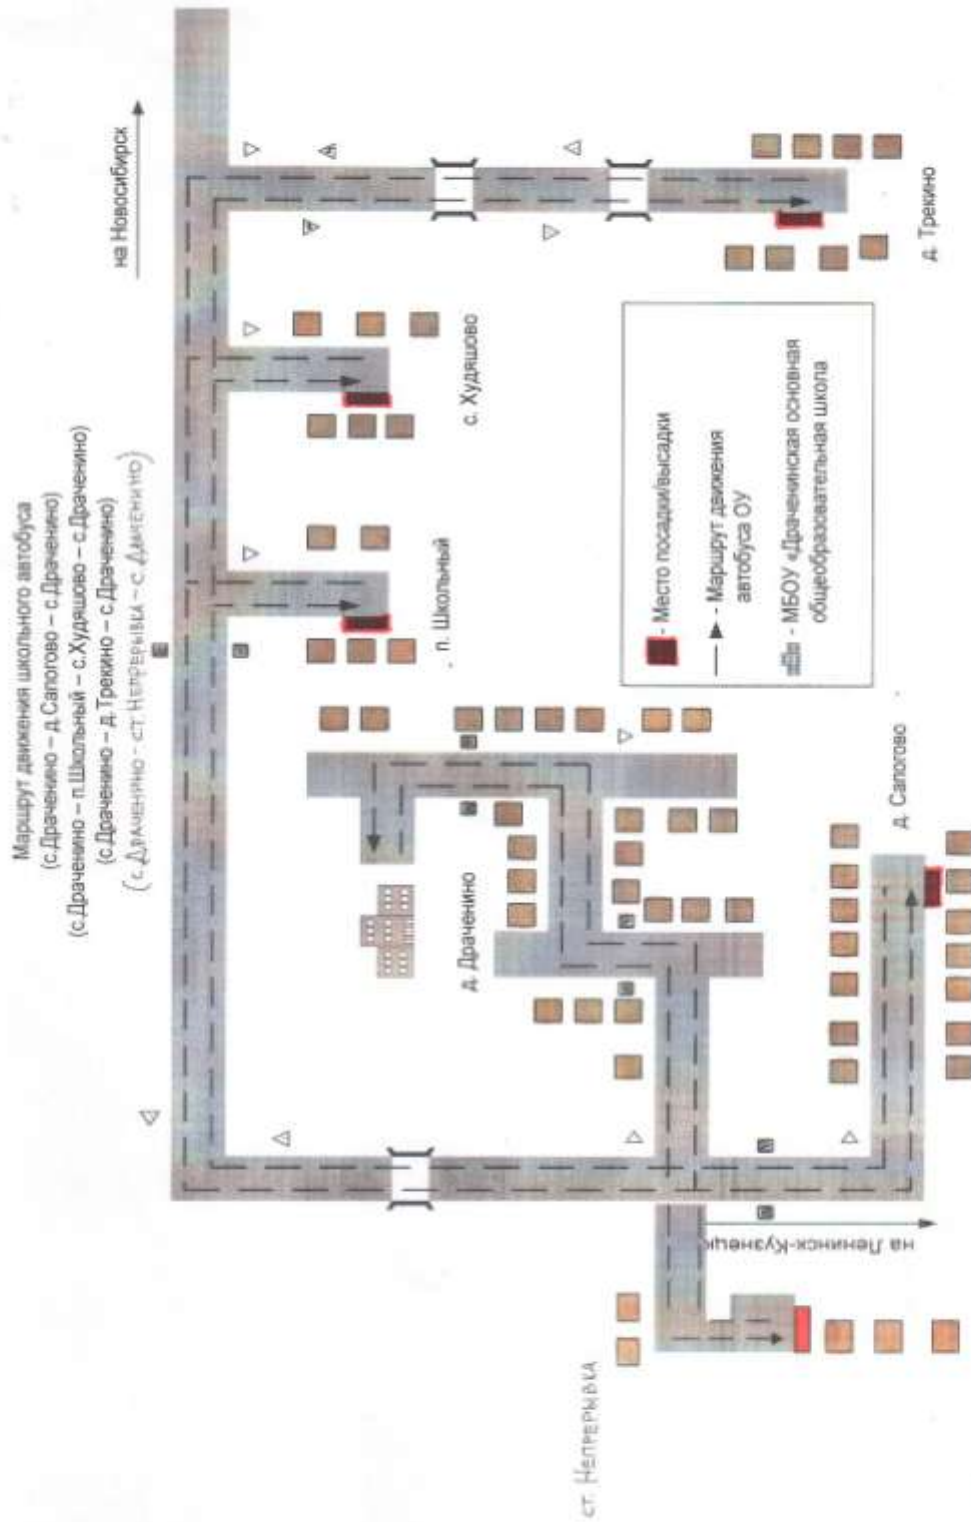 Маршрут движения школьного автобуса
(с.Драченино – д.Сапогово – с.Драченино)
(с.Драченино – п.Школьный – с.Худяшово – с.Драченино)
(с.Драченино – д.Трекино – с.Драченино)
(с. Драченино - ст. Непрерывка - с. Драченино)
на Новосибирск
п. Школьный
с. Худяшово
д. Трекино
д. Драченино
ст. Непрерывка
на Ленинск-Кузнецк
д. Сапогово
- Место посадки/высадки
- Маршрут движения
автобуса ОУ
- МБОУ «Драченинская основная
общеобразовательная школа